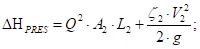 ΔH_PRES = Q² · A₂ · L₂ + (ζ₂ · V₂²)/(2 · g);